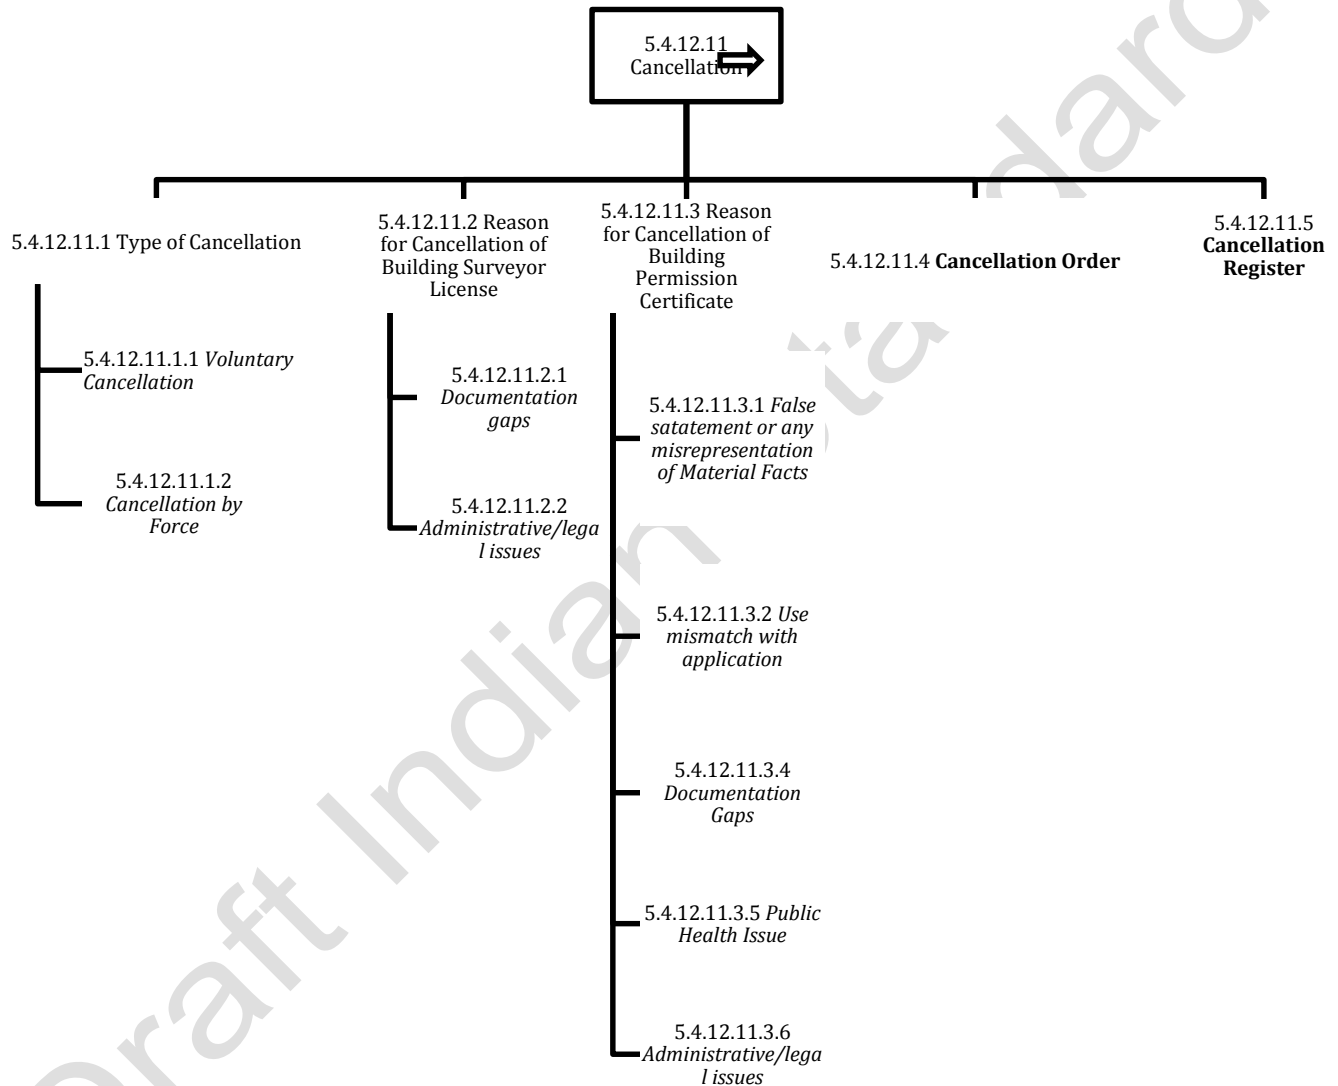 5.4.12.11
Cancellation
5.4.12.11.1 Type of Cancellation
5.4.12.11.1.1 Voluntary
Cancellation
5.4.12.11.1.2
Cancellation by
Force
5.4.12.11.2 Reason
for Cancellation of
Building Surveyor
License
5.4.12.11.2.1
Documentation
gaps
5.4.12.11.2.2
Administrative/lega
l issues
5.4.12.11.3 Reason
for Cancellation of
Building
Permission
Certificate
5.4.12.11.3.1 False
satatement or any
misrepresentation
of Material Facts
5.4.12.11.3.2 Use
mismatch with
application
5.4.12.11.3.4
Documentation
Gaps
5.4.12.11.3.5 Public
Health Issue
5.4.12.11.3.6
Administrative/lega
l issues
5.4.12.11.4 Cancellation Order
5.4.12.11.5
Cancellation
Register
Draft Indian Standard